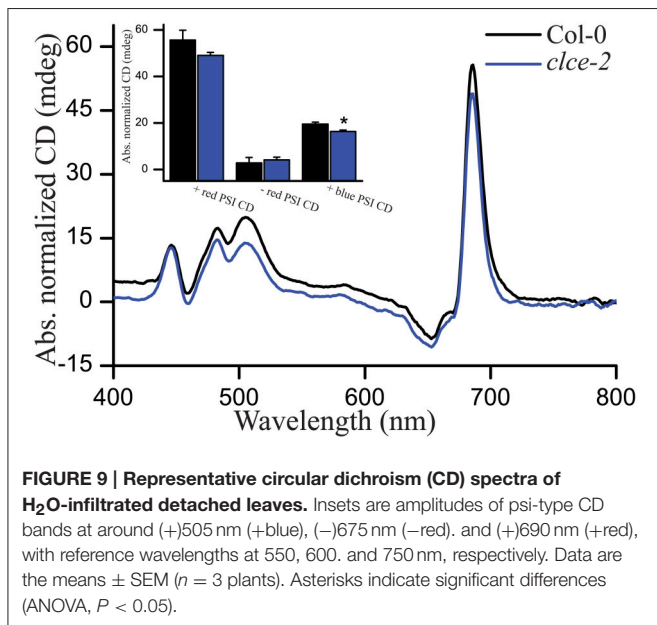 Abs. normalized CD (mdeg)
60
45
30
15
0
-15
400
500
600
700
800
Wavelength (nm)
Col-0
clce-2
Abs. normalized CD (mdeg)
60
40
20
0
*
+ red PSI CD
- red PSI CD
+ blue PSI CD
FIGURE 9 | Representative circular dichroism (CD) spectra of
H₂O-infiltrated detached leaves. Insets are amplitudes of psi-type CD
bands at around (+)505 nm (+blue), (−)675 nm (−red). and (+)690 nm (+red),
with reference wavelengths at 550, 600. and 750 nm, respectively. Data are
the means ± SEM (n = 3 plants). Asterisks indicate significant differences
(ANOVA, P < 0.05).